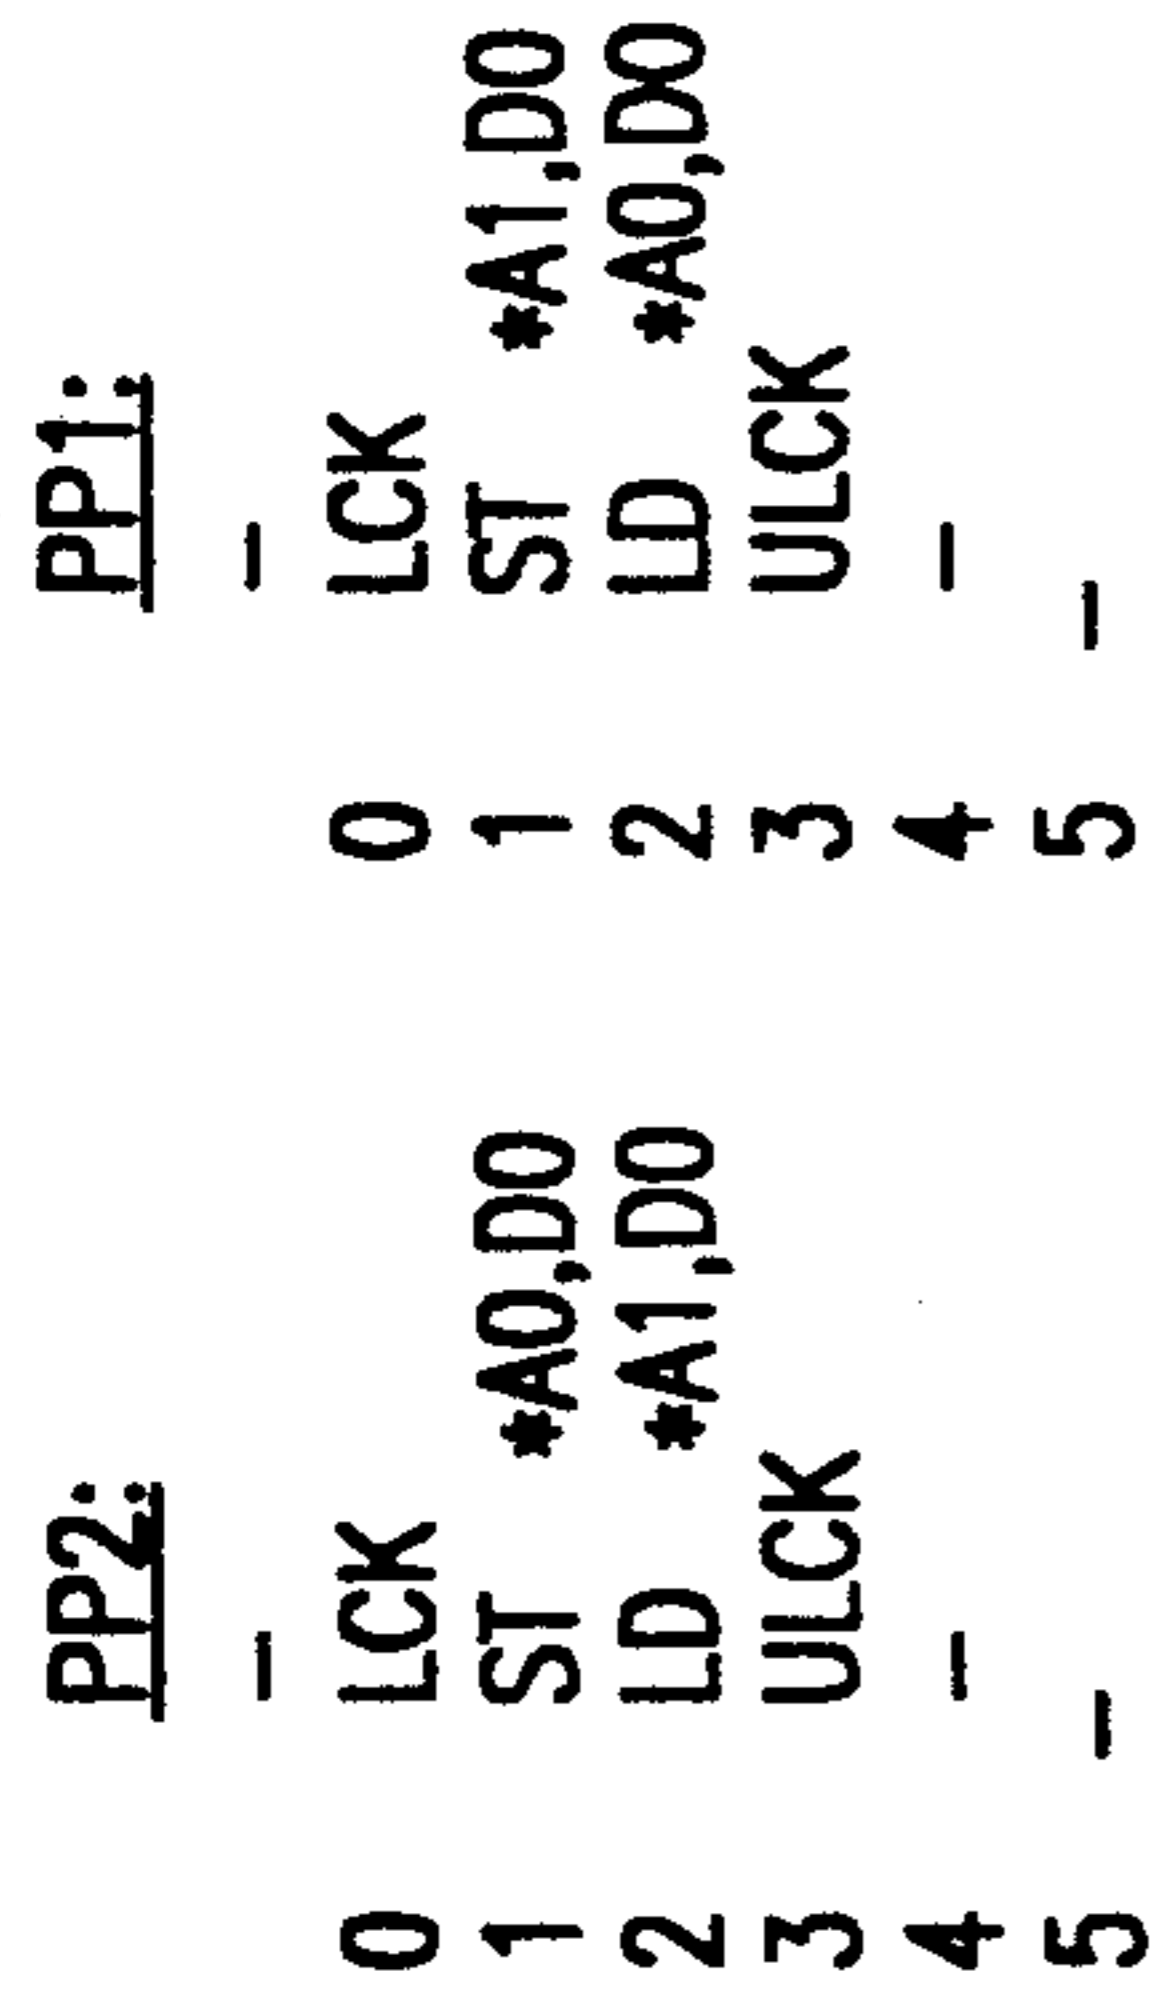 PP2: PP1:
– –
0 LCK 0 LCK
1 ST *A0,D0 1 ST *A1,D0
2 LD *A1,D0 2 LD *A0,D0
3 ULCK 3 ULCK
4 – 4 –
5 – 5 –